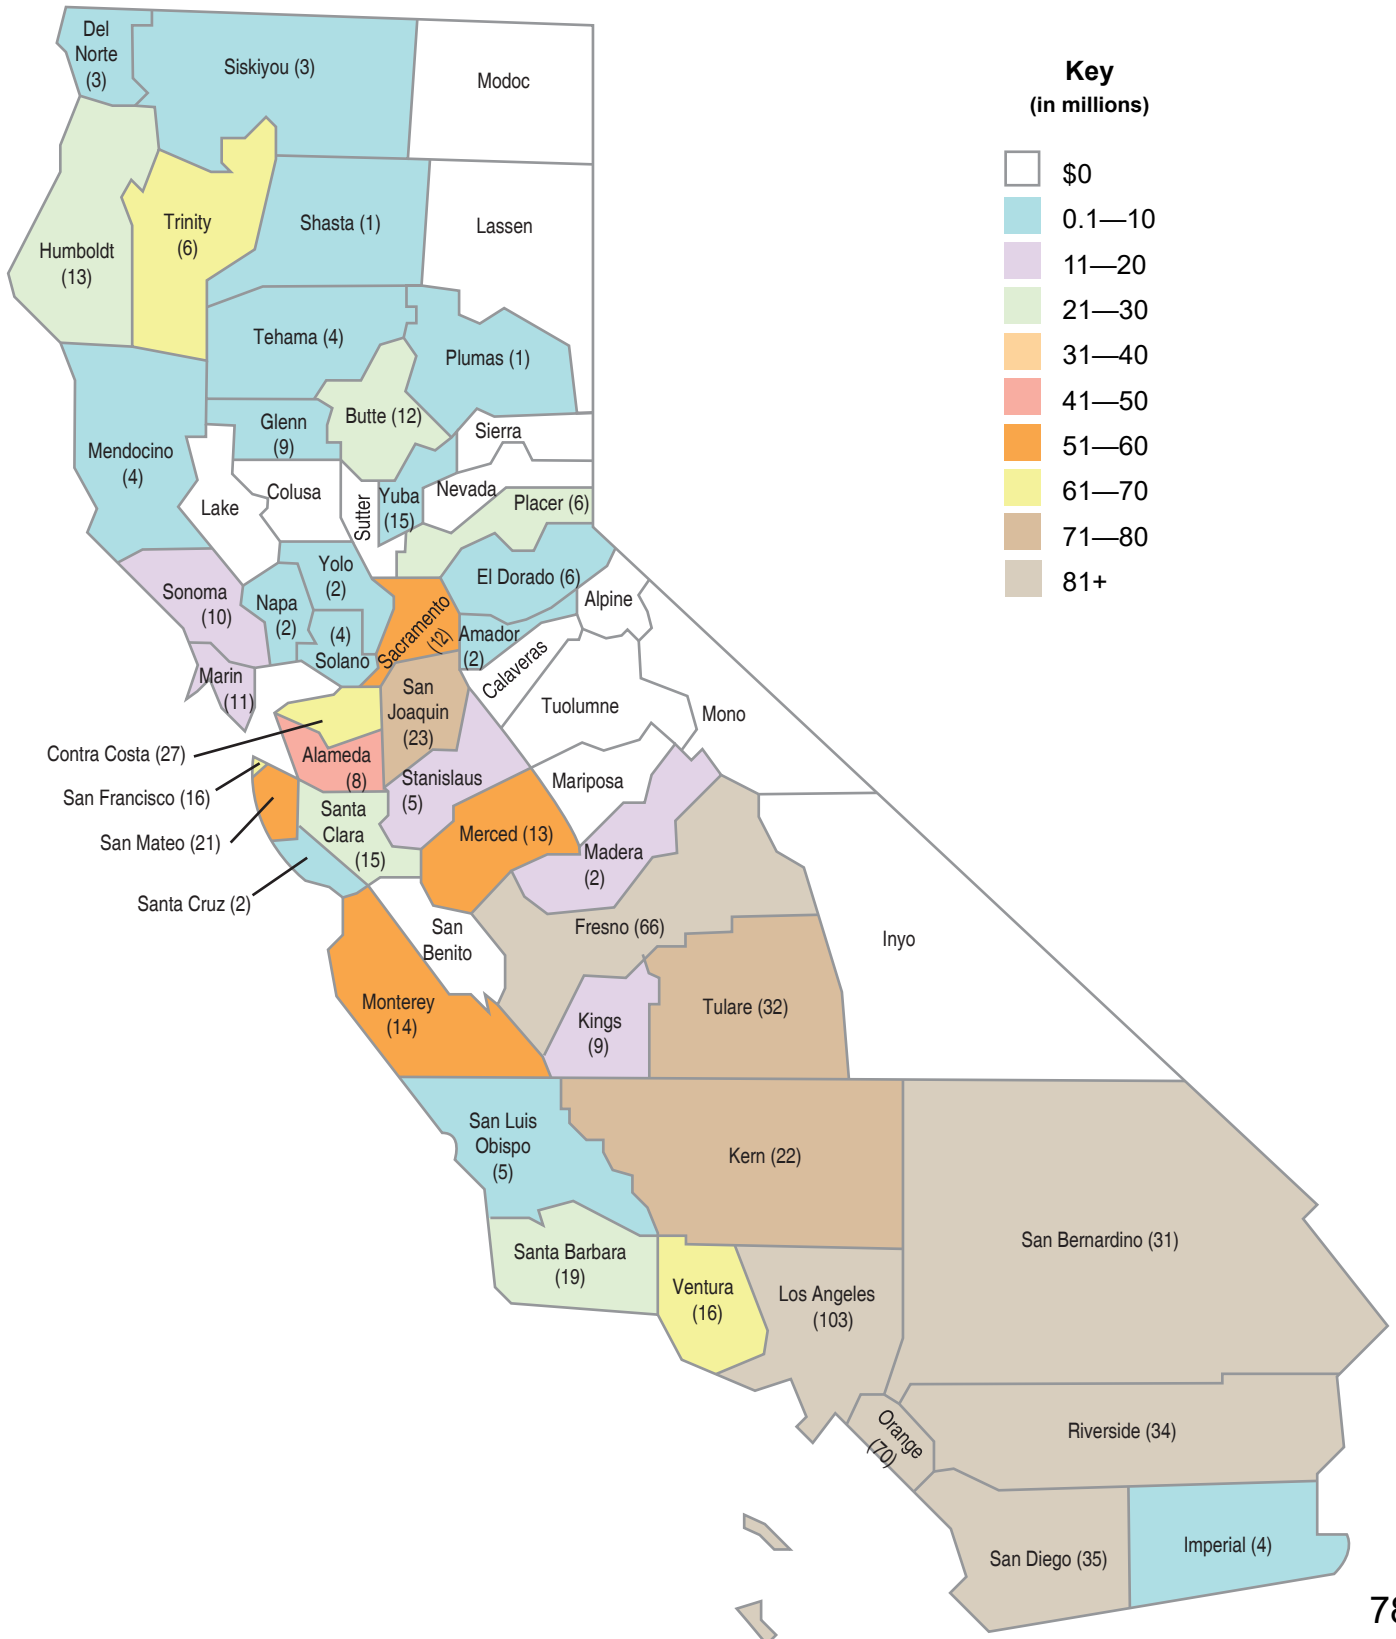 Del
Norte
(3)
Siskiyou (3)
Modoc
Key
(in millions)
$0
0.1—10
11—20
21—30
31—40
41—50
51—60
61—70
71—80
81+
Humboldt
(13)
Trinity
(6)
Shasta (1)
Lassen
Tehama (4)
Plumas (1)
Mendocino
(4)
Glenn
(9)
Butte (12)
Sierra
Lake
Colusa
Sutter
Yuba
(15)
Nevada
Placer (6)
Sonoma
(10)
Napa
(2)
Yolo
(2)
(4)
Solano
Sacramento
(12)
El Dorado (6)
Amador
(2)
Alpine
Marin
(11)
Calaveras
San
Joaquin
(23)
Tuolumne
Mono
Contra Costa (27)
Alameda
(8)
Stanislaus
(5)
Mariposa
San Francisco (16)
San Mateo (21)
Santa
Clara
(15)
Merced (13)
Madera
(2)
Santa Cruz (2)
San
Benito
Fresno (66)
Inyo
Monterey
(14)
Kings
(9)
Tulare (32)
San Luis
Obispo
(5)
Kern (22)
Santa Barbara
(19)
Ventura
(16)
Los Angeles
(103)
San Bernardino (31)
Orange
(70)
Riverside (34)
San Diego (35)
Imperial (4)
78